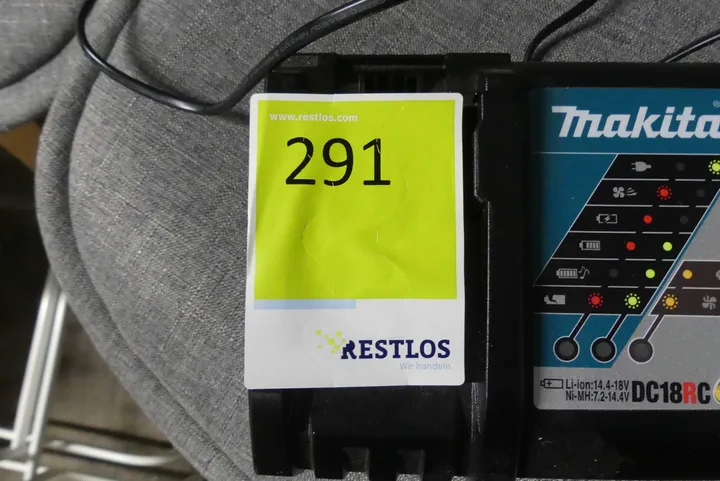 www.restlos.com
291
RESTLOS
Wir handeln.
makita
Li-ion:14.4-18V
Ni-MH:7.2-14.4V
DC18RC